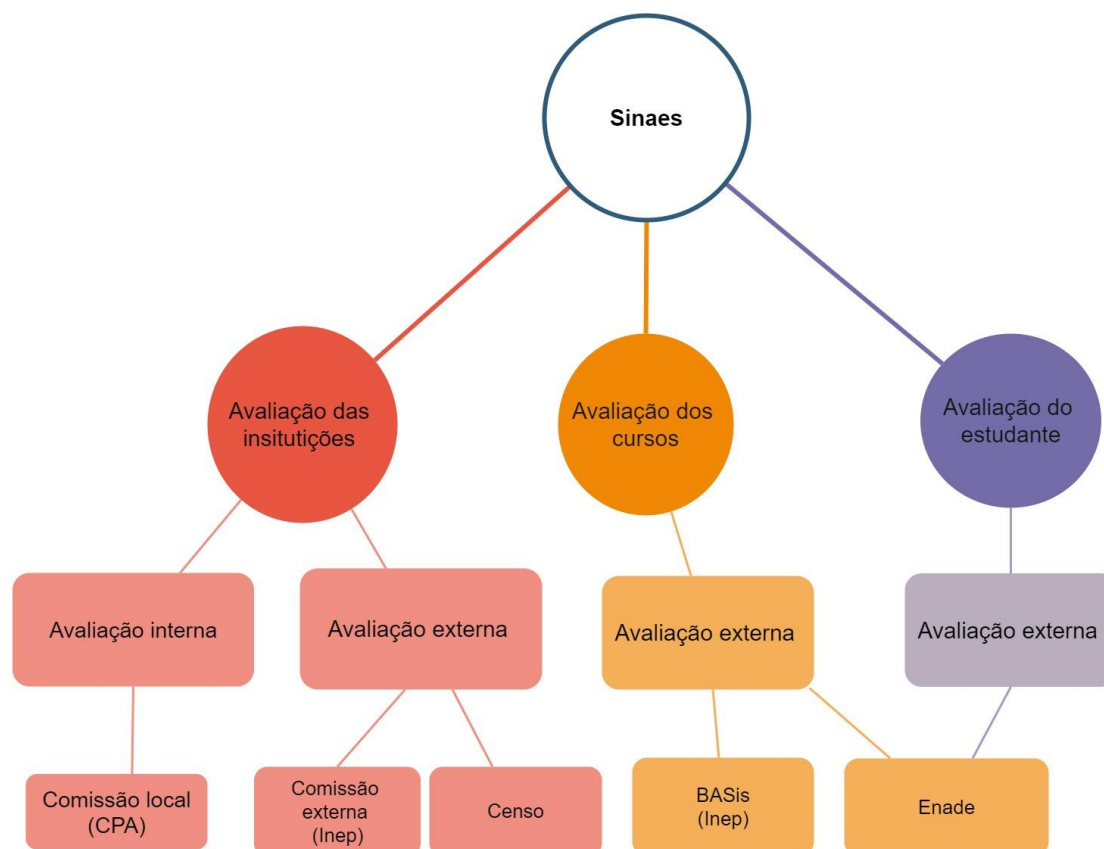 Sinaes
Avaliação das
insitutições
Avaliação dos
cursos
Avaliação do
estudante
Avaliação interna
Avaliação externa
Avaliação externa
Avaliação externa
Comissão local
(CPA)
Comissão
externa
(Inep)
Censo
BASis
(Inep)
Enade